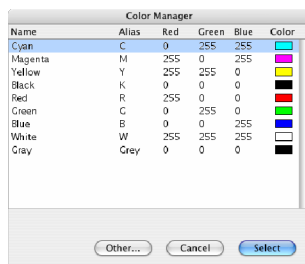 Color Manager
Name Alias Red Green Blue Color
Cyan C 0 255 255
Magenta M 255 0 255
Yellow Y 255 255 0
Black K 0 0 0
Red R 255 0 0
Green G 0 255 0
Blue B 0 0 255
White W 255 255 255
Gray Grey 0 0 0
Other... Cancel Select